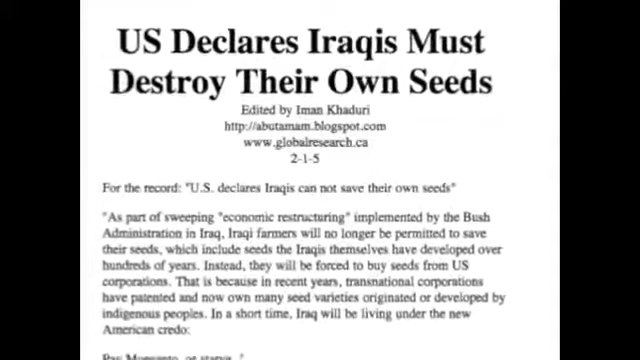 US Declares Iraqis Must
Destroy Their Own Seeds
Edited by Iman Khaduri
http://abutamam.blogspot.com
www.globalresearch.ca
2-1-5
For the record: "U.S. declares Iraqis can not save their own seeds"
"As part of sweeping "economic restructuring" implemented by the Bush
Administration in Iraq, Iraqi farmers will no longer be permitted to save
their seeds, which include seeds the Iraqis themselves have developed over
hundreds of years. Instead, they will be forced to buy seeds from US
corporations. That is because in recent years, transnational corporations
have patented and now own many seed varieties originated or developed by
indigenous peoples. In a short time, Iraq will be living under the new
American credo: